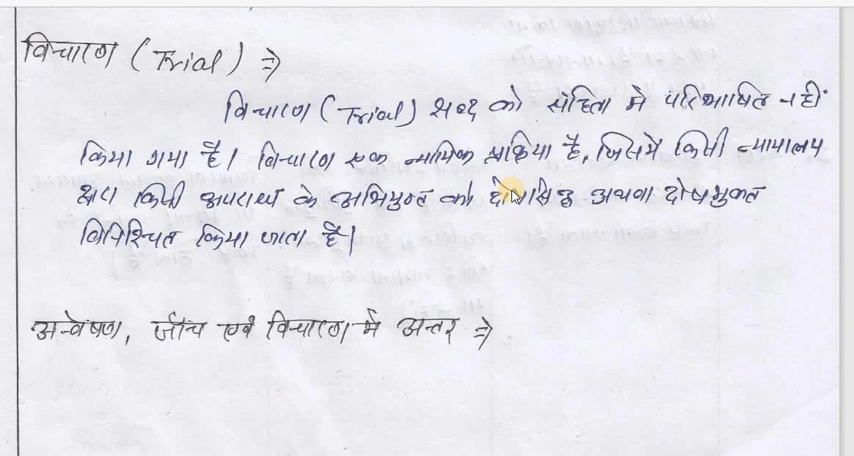 विचारण (Trial) ⇒
विचारण (Trial) शब्द को संहिता मे परिभाषित नहीं
किया गया है। विचारण एक न्यायिक प्रक्रिया है, जिसमें किसी न्यायालय
द्वारा किसी अपराध के अभियुक्त को दोषसिद्ध अथवा दोषमुक्त
विनिश्चित किया जाता है।
अन्वेषण, जाँच एवं विचारण मे अन्तर ⇒